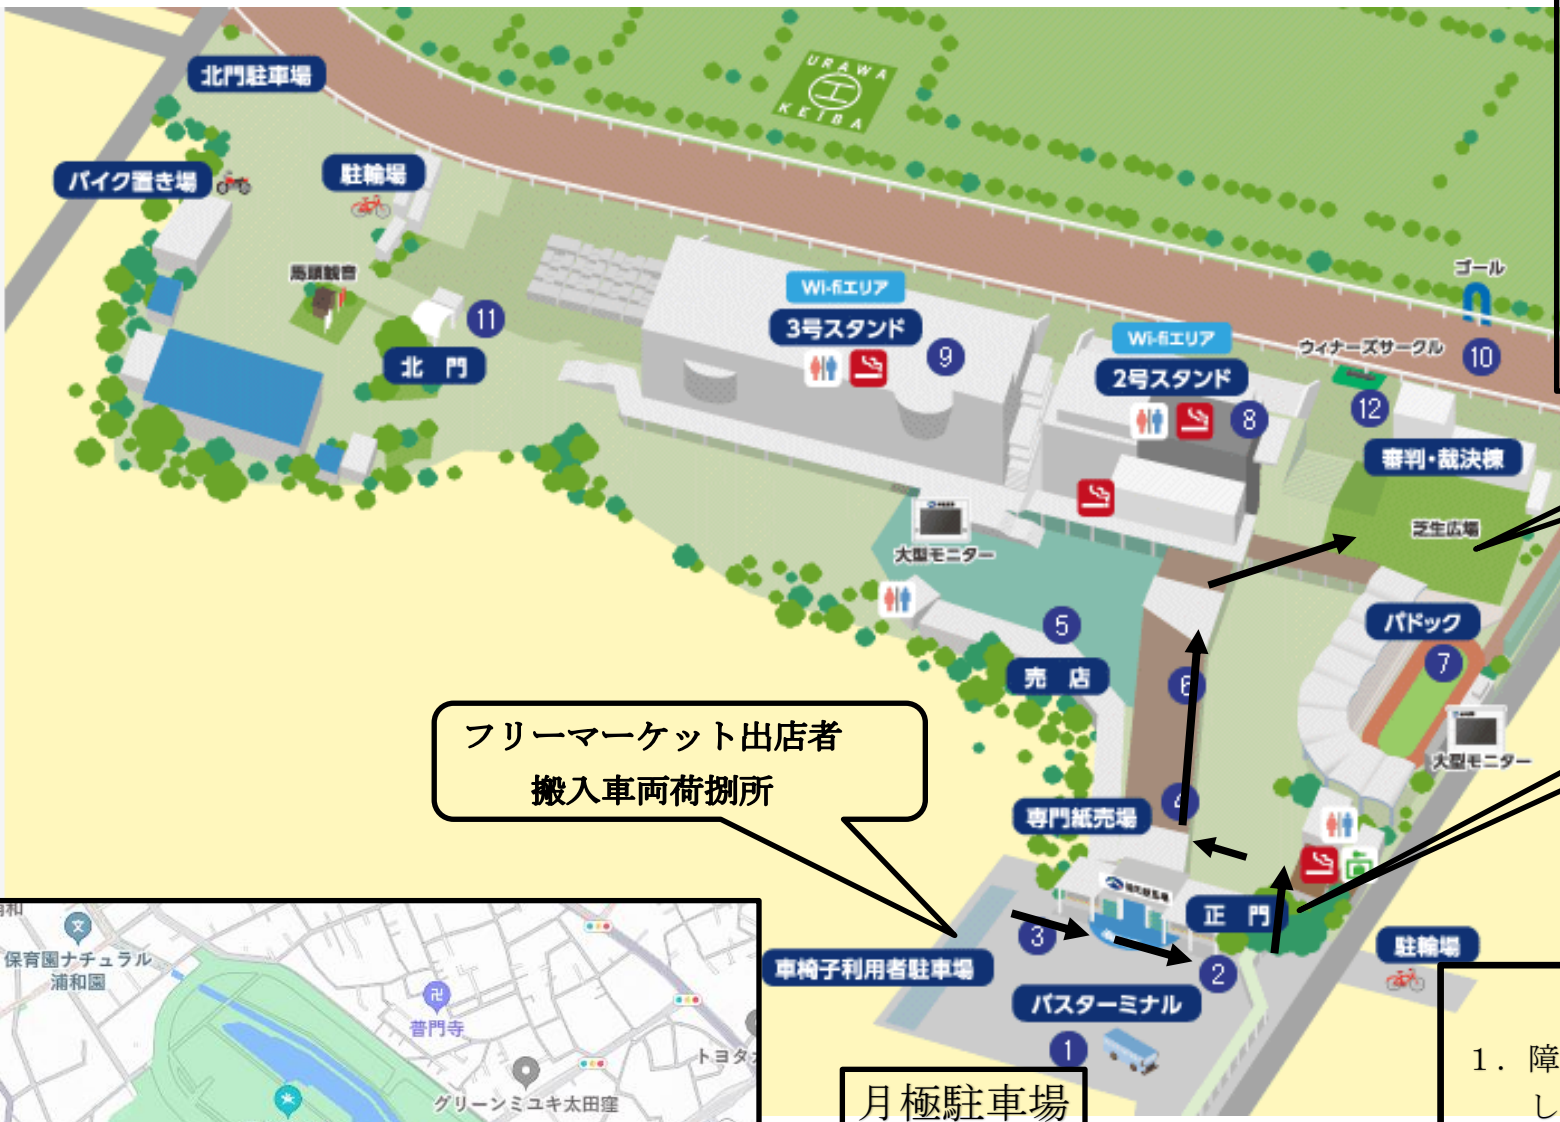 URAWA
KEIBA
北門駐車場
バイク置き場
駐輪場
馬頭観音
北 門
11
Wi-fiエリア
3号スタンド
9
Wi-fiエリア
2号スタンド
8
ゴール
ウィナーズサークル
10
12
審判・裁決棟
芝生広場
大型モニター
5
売 店
6
パドック
7
大型モニター
フリーマーケット出店者
搬入車両荷捌所
4
専門紙売場
正 門
3
2
車椅子利用者駐車場
バスターミナル
1
駐輪場
月極駐車場
1．障
し
保育園ナチュラル
浦和園
普門寺
グリーンミユキ太田窪
トヨタ